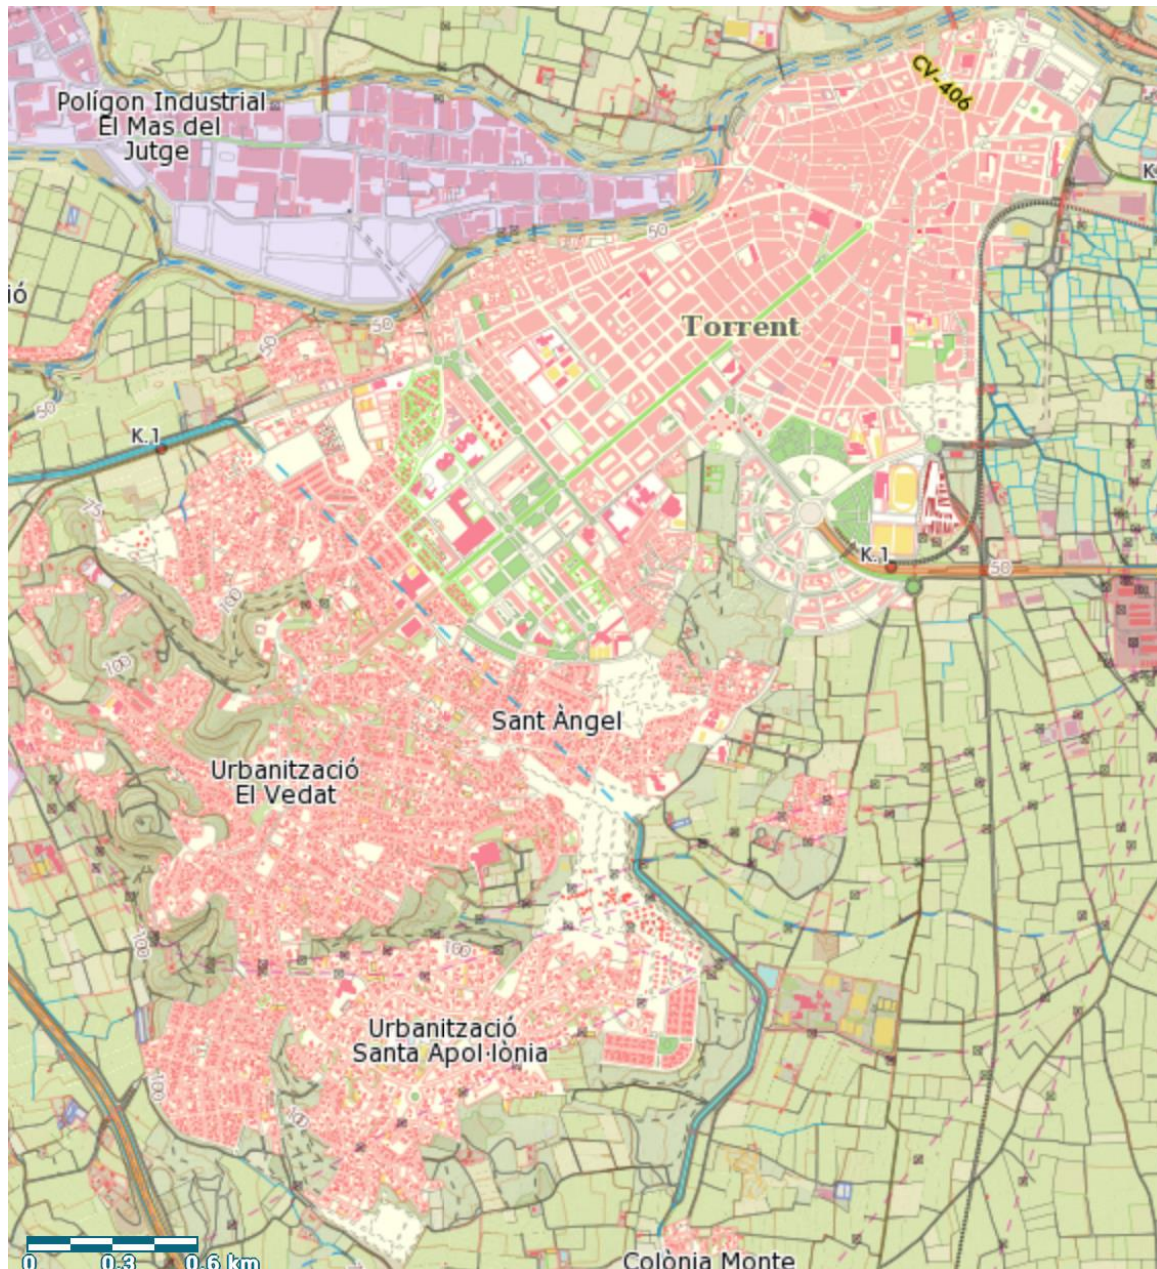 CV-406
Polígon Industrial
El Mas del
Jutge
K
50
ió
Torrent
50
50
50
K.1
75
K.1
50
100
100
Sant Àngel
Urbanització
El Vedat
100
100
Urbanització
Santa Apol·lònia
100
100
0 0.3 0.6 km
Colònia Monte